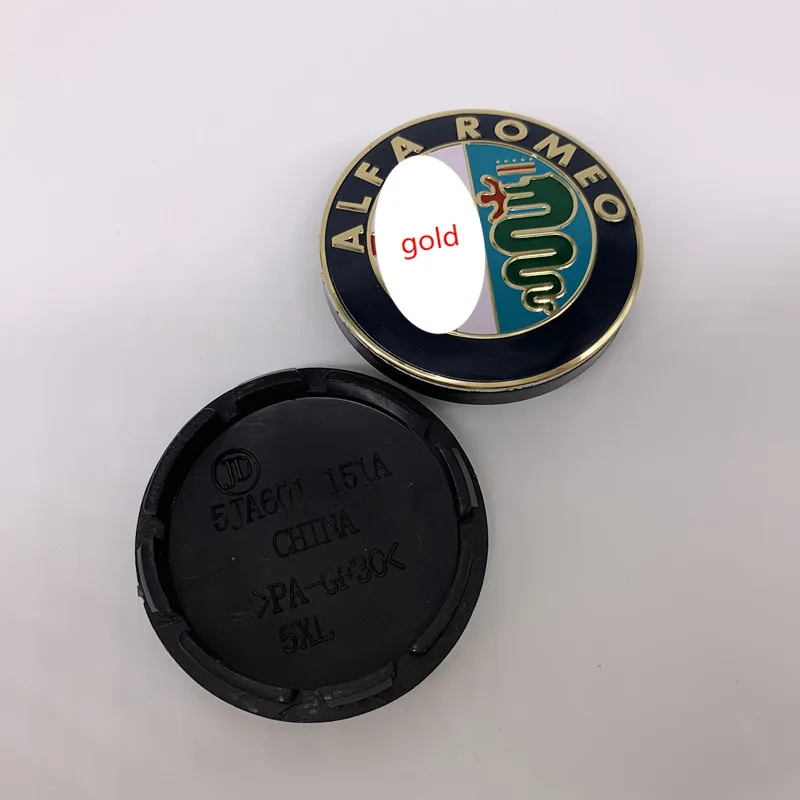 ALFA ROMEO
gold
JD
5JA601 151A
CHINA
>PA-GF30<
5XL